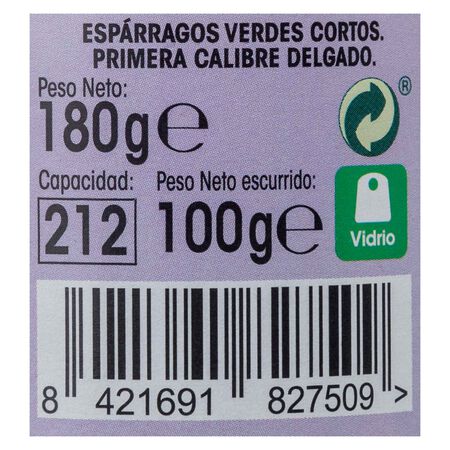 ESPÁRRAGOS VERDES CORTOS.
PRIMERA CALIBRE DELGADO.
Peso Neto:
180g℮
®
Capacidad: Peso Neto escurrido:
212 100g℮
Vidrio
8 421691 827509 >